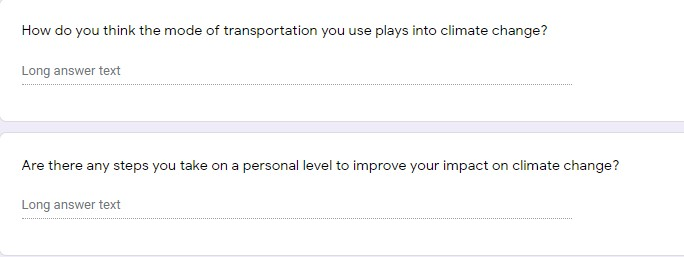 How do you think the mode of transportation you use plays into climate change?
Long answer text
Are there any steps you take on a personal level to improve your impact on climate change?
Long answer text